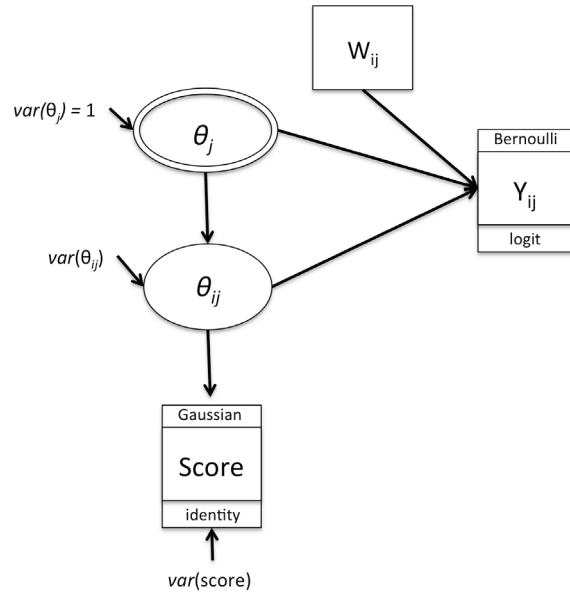 W_ij
var(θ_j) = 1
θ_j
Bernoulli
Y_ij
logit
var(θ_ij)
θ_ij
Gaussian
Score
identity
var(score)